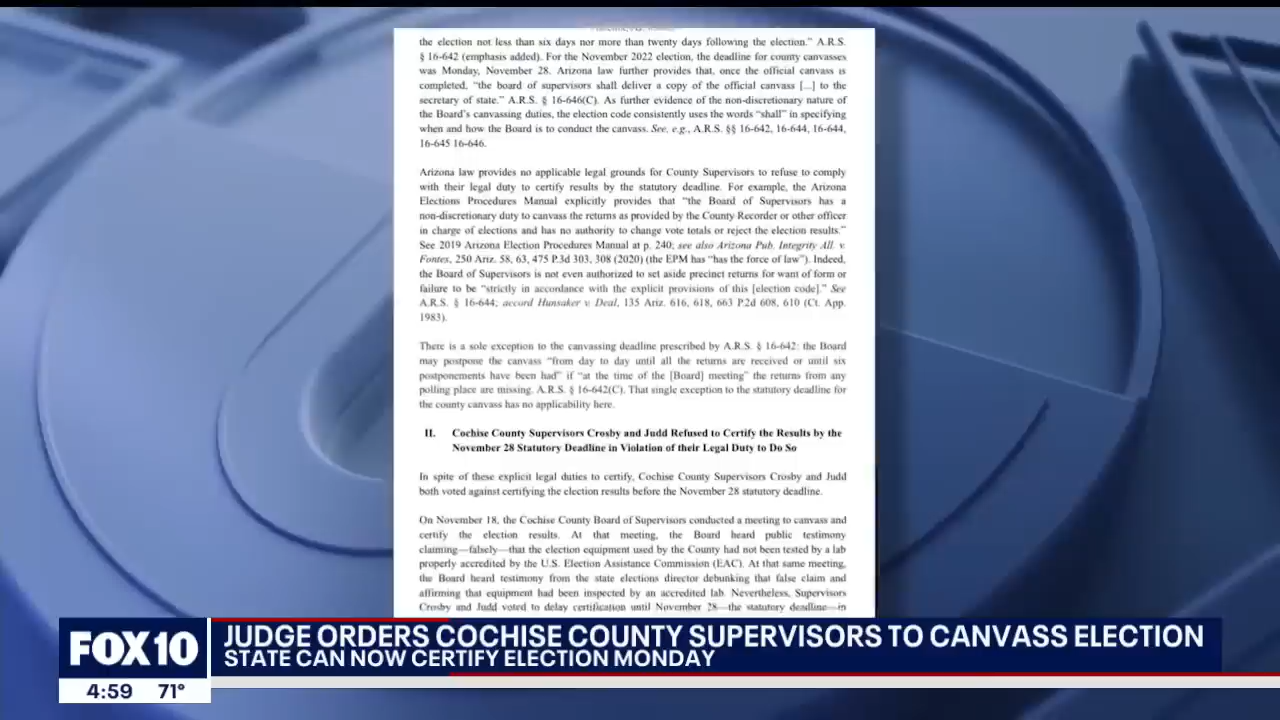 the election not less than six days nor more than twenty days following the election.” A.R.S.
§ 16-642 (emphasis added). For the November 2022 election, the deadline for county canvasses
was Monday, November 28. Arizona law further provides that, once the official canvass is
completed, “the board of supervisors shall deliver a copy of the official canvass [...] to the
secretary of state.” A.R.S. § 16-646(C). As further evidence of the non-discretionary nature of
the Board’s canvassing duties, the election code consistently uses the words “shall” in specifying
when and how the Board is to conduct the canvass. See, e.g., A.R.S. §§ 16-642, 16-644, 16-644,
16-645 16-646.
Arizona law provides no applicable legal grounds for County Supervisors to refuse to comply
with their legal duty to certify results by the statutory deadline. For example, the Arizona
Elections Procedures Manual explicitly provides that “the Board of Supervisors has a
non-discretionary duty to canvass the returns as provided by the County Recorder or other officer
in charge of elections and has no authority to change vote totals or reject the election results.”
See 2019 Arizona Election Procedures Manual at p. 240; see also Arizona Pub. Integrity All. v.
Fontes, 250 Ariz. 58, 63, 475 P.3d 303, 308 (2020) (the EPM has “has the force of law”). Indeed,
the Board of Supervisors is not even authorized to set aside precinct returns for want of form or
failure to be “strictly in accordance with the explicit provisions of this [election code].” See
A.R.S. § 16-644; accord Hunsaker v. Deal, 135 Ariz. 616, 618, 663 P.2d 608, 610 (Ct. App.
1983).
There is a sole exception to the canvassing deadline prescribed by A.R.S. § 16-642: the Board
may postpone the canvass “from day to day until all the returns are received or until six
postponements have been had” if “at the time of the [Board] meeting” the returns from any
polling place are missing. A.R.S. § 16-642(C). That single exception to the statutory deadline for
the county canvass has no applicability here.
II. Cochise County Supervisors Crosby and Judd Refused to Certify the Results by the
November 28 Statutory Deadline in Violation of their Legal Duty to Do So
In spite of these explicit legal duties to certify, Cochise County Supervisors Crosby and Judd
both voted against certifying the election results before the November 28 statutory deadline.
On November 18, the Cochise County Board of Supervisors conducted a meeting to canvass and
certify the election results. At that meeting, the Board heard public testimony
claiming—falsely—that the election equipment used by the County had not been tested by a lab
properly accredited by the U.S. Election Assistance Commission (EAC). At that same meeting,
the Board heard testimony from the state elections director debunking that false claim and
affirming that equipment had been inspected by an accredited lab. Nevertheless, Supervisors
Crosby and Judd voted to delay certification until November 28—the statutory deadline—in
FOX 10
JUDGE ORDERS COCHISE COUNTY SUPERVISORS TO CANVASS ELECTION
STATE CAN NOW CERTIFY ELECTION MONDAY
4:59 71°